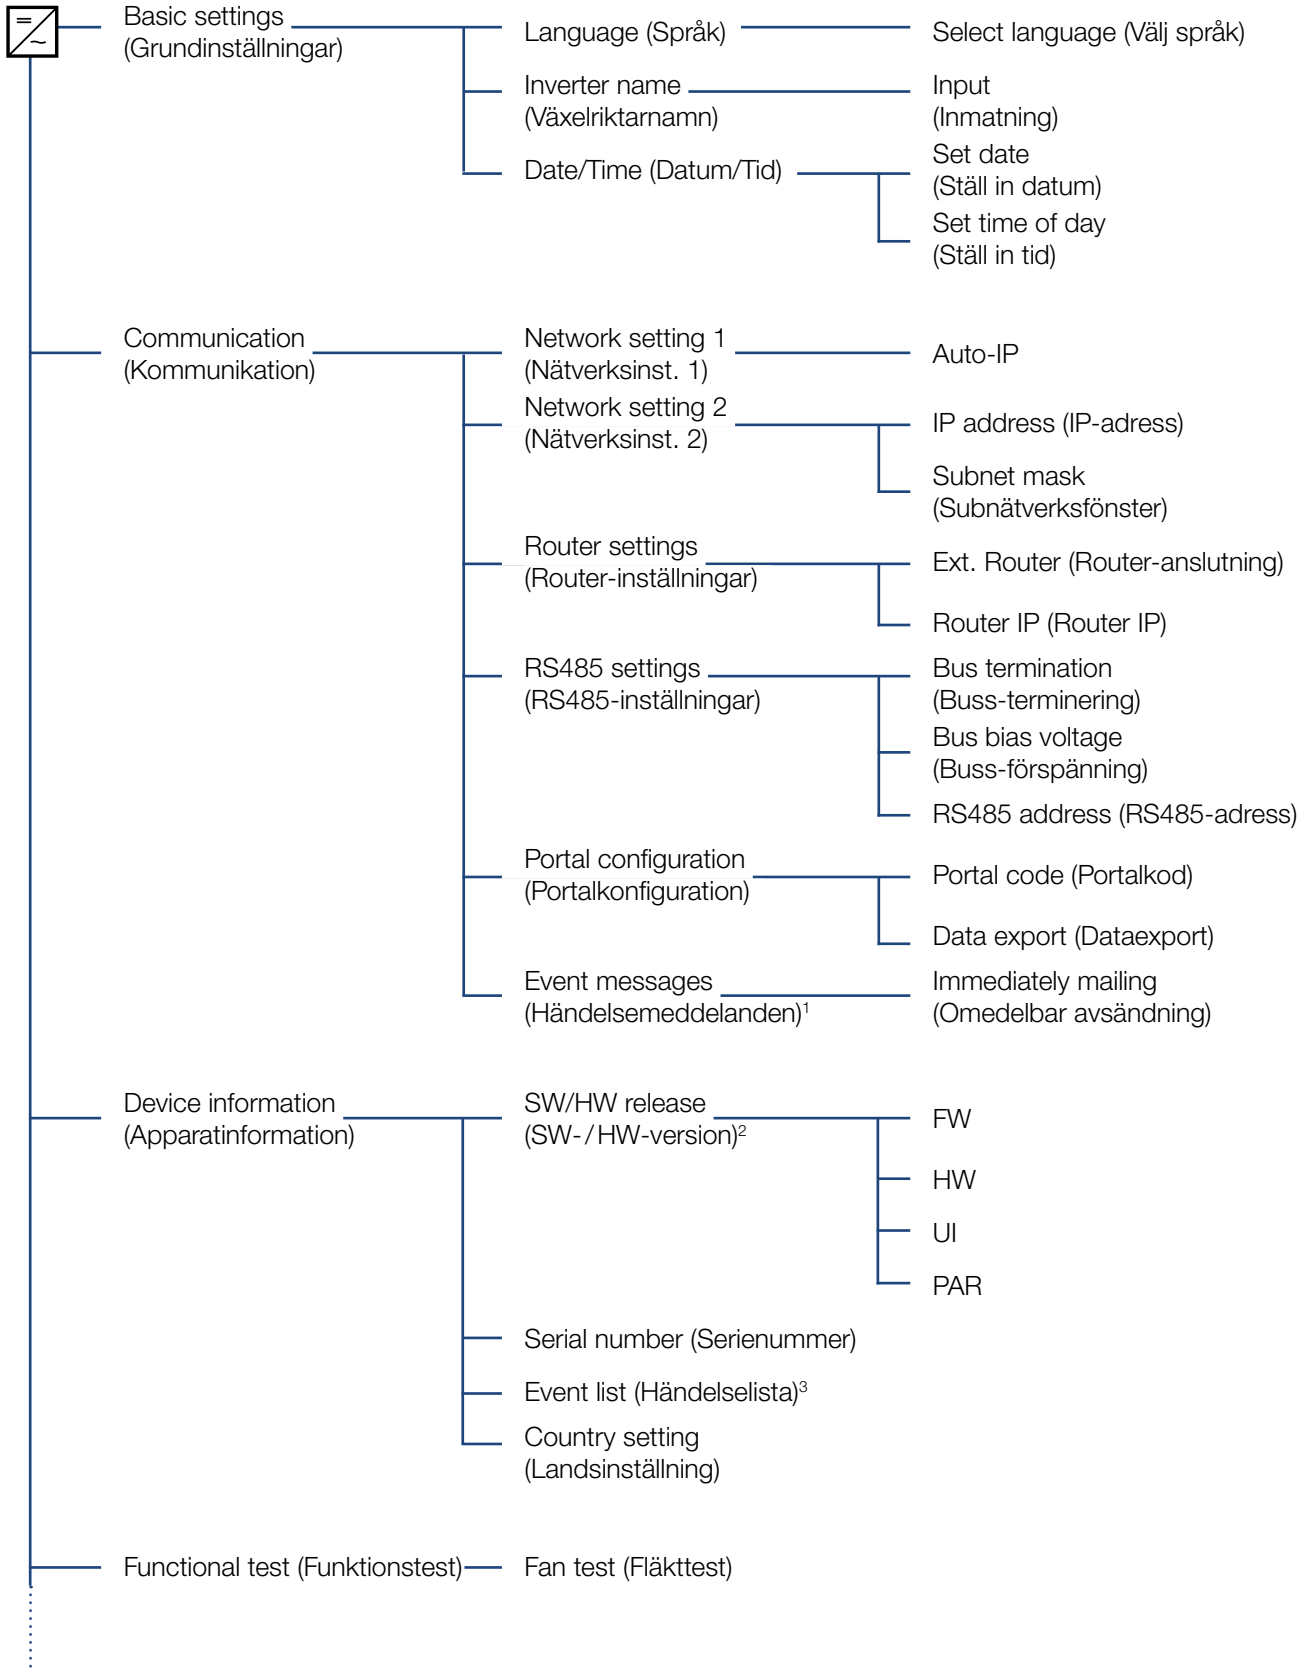 Basic settings
(Grundinställningar)
Language (Språk)
Select language (Välj språk)
Inverter name
(Växelriktarnamn)
Input
(Inmatning)
Date/Time (Datum/Tid)
Set date
(Ställ in datum)
Set time of day
(Ställ in tid)
Communication
(Kommunikation)
Network setting 1
(Nätverksinst. 1)
Auto-IP
Network setting 2
(Nätverksinst. 2)
IP address (IP-adress)
Subnet mask
(Subnätverksfönster)
Router settings
(Router-inställningar)
Ext. Router (Router-anslutning)
Router IP (Router IP)
RS485 settings
(RS485-inställningar)
Bus termination
(Buss-terminering)
Bus bias voltage
(Buss-förspänning)
RS485 address (RS485-adress)
Portal configuration
(Portalkonfiguration)
Portal code (Portalkod)
Data export (Dataexport)
Event messages
(Händelsemeddelanden)¹
Immediately mailing
(Omedelbar avsändning)
Device information
(Apparatinformation)
SW/HW release
(SW-/HW-version)²
FW
HW
UI
PAR
Serial number (Serienummer)
Event list (Händelselista)³
Country setting
(Landsinställning)
Functional test (Funktionstest)
Fan test (Fläkttest)